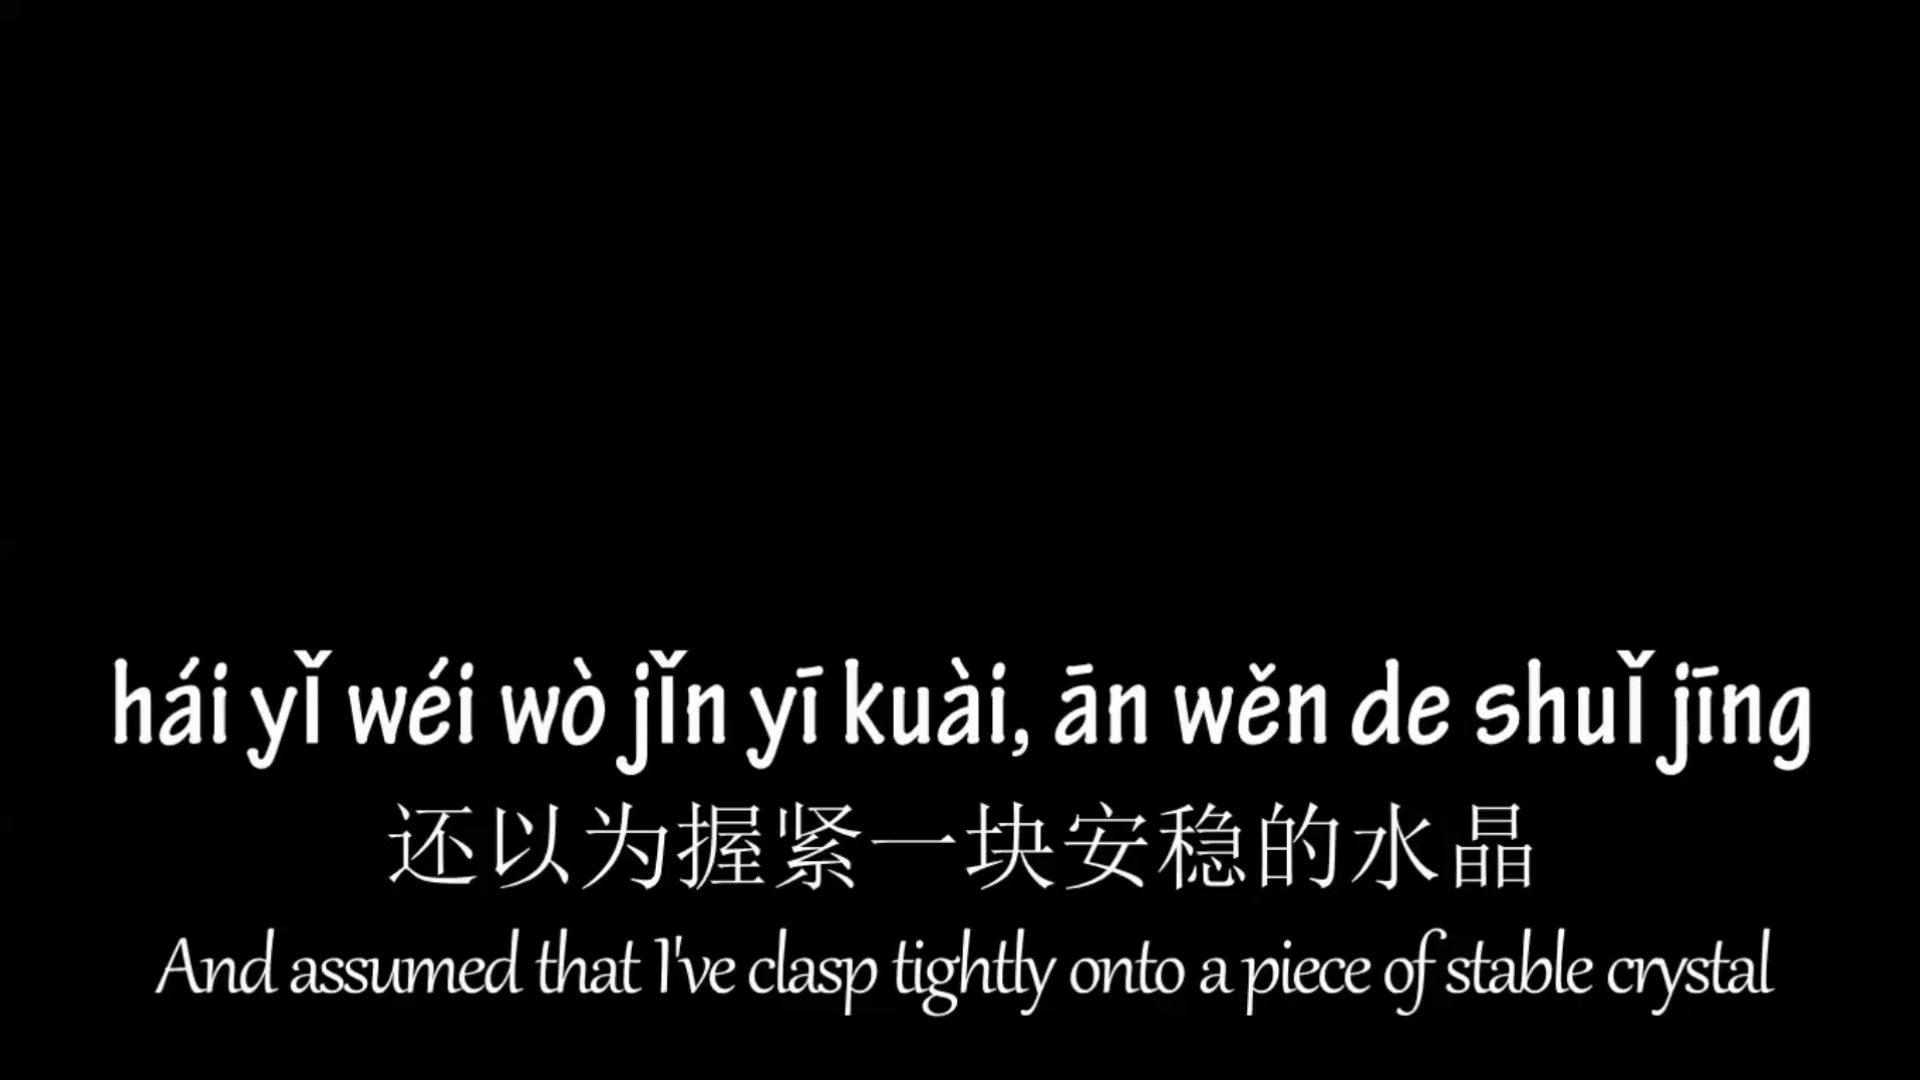 hái yǐ wéi wò jǐn yī kuài, ān wěn de shuǐ jīng
还以为握紧一块安稳的水晶
And assumed that I've clasp tightly onto a piece of stable crystal